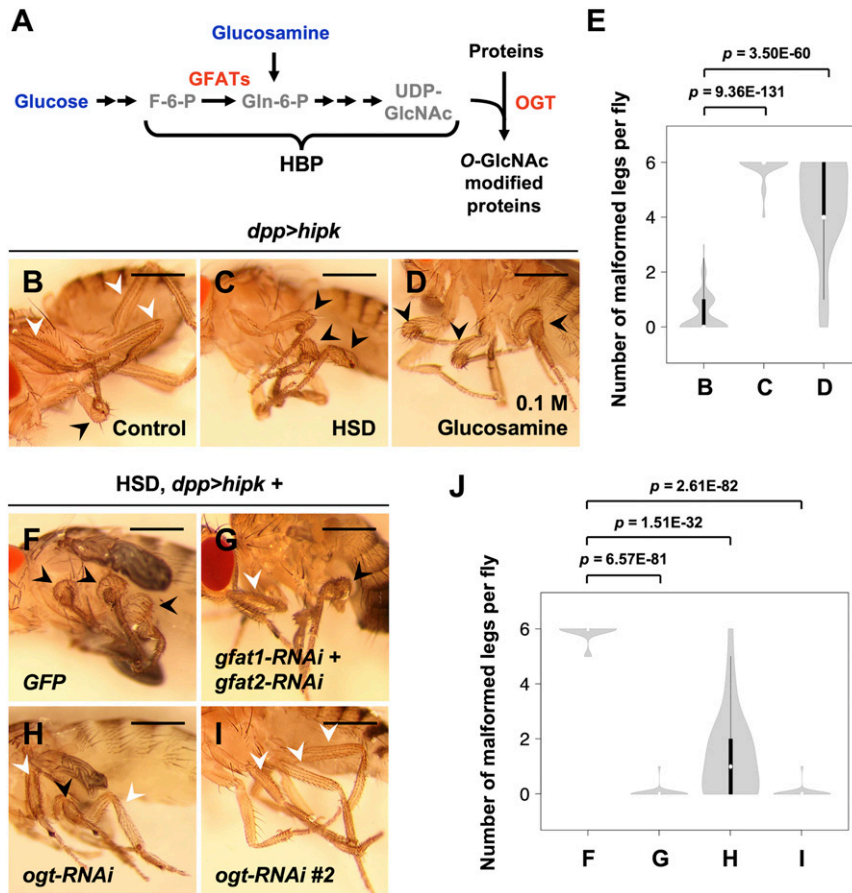 A
Glucosamine
Proteins
GFATs
Glucose
F-6-P
Gln-6-P
UDP-
GlcNAc
OGT
HBP
O-GlcNAc
modified
proteins
dpp>hipk
B
Control
C
HSD
D
0.1 M
Glucosamine
E
p = 3.50E-60
p = 9.36E-131
Number of malformed legs per fly
6
4
2
0
B
C
D
HSD, dpp>hipk +
F
GFP
G
gfat1-RNAi +
gfat2-RNAi
H
ogt-RNAi
I
ogt-RNAi #2
J
p = 2.61E-82
p = 1.51E-32
p = 6.57E-81
Number of malformed legs per fly
6
4
2
0
F
G
H
I